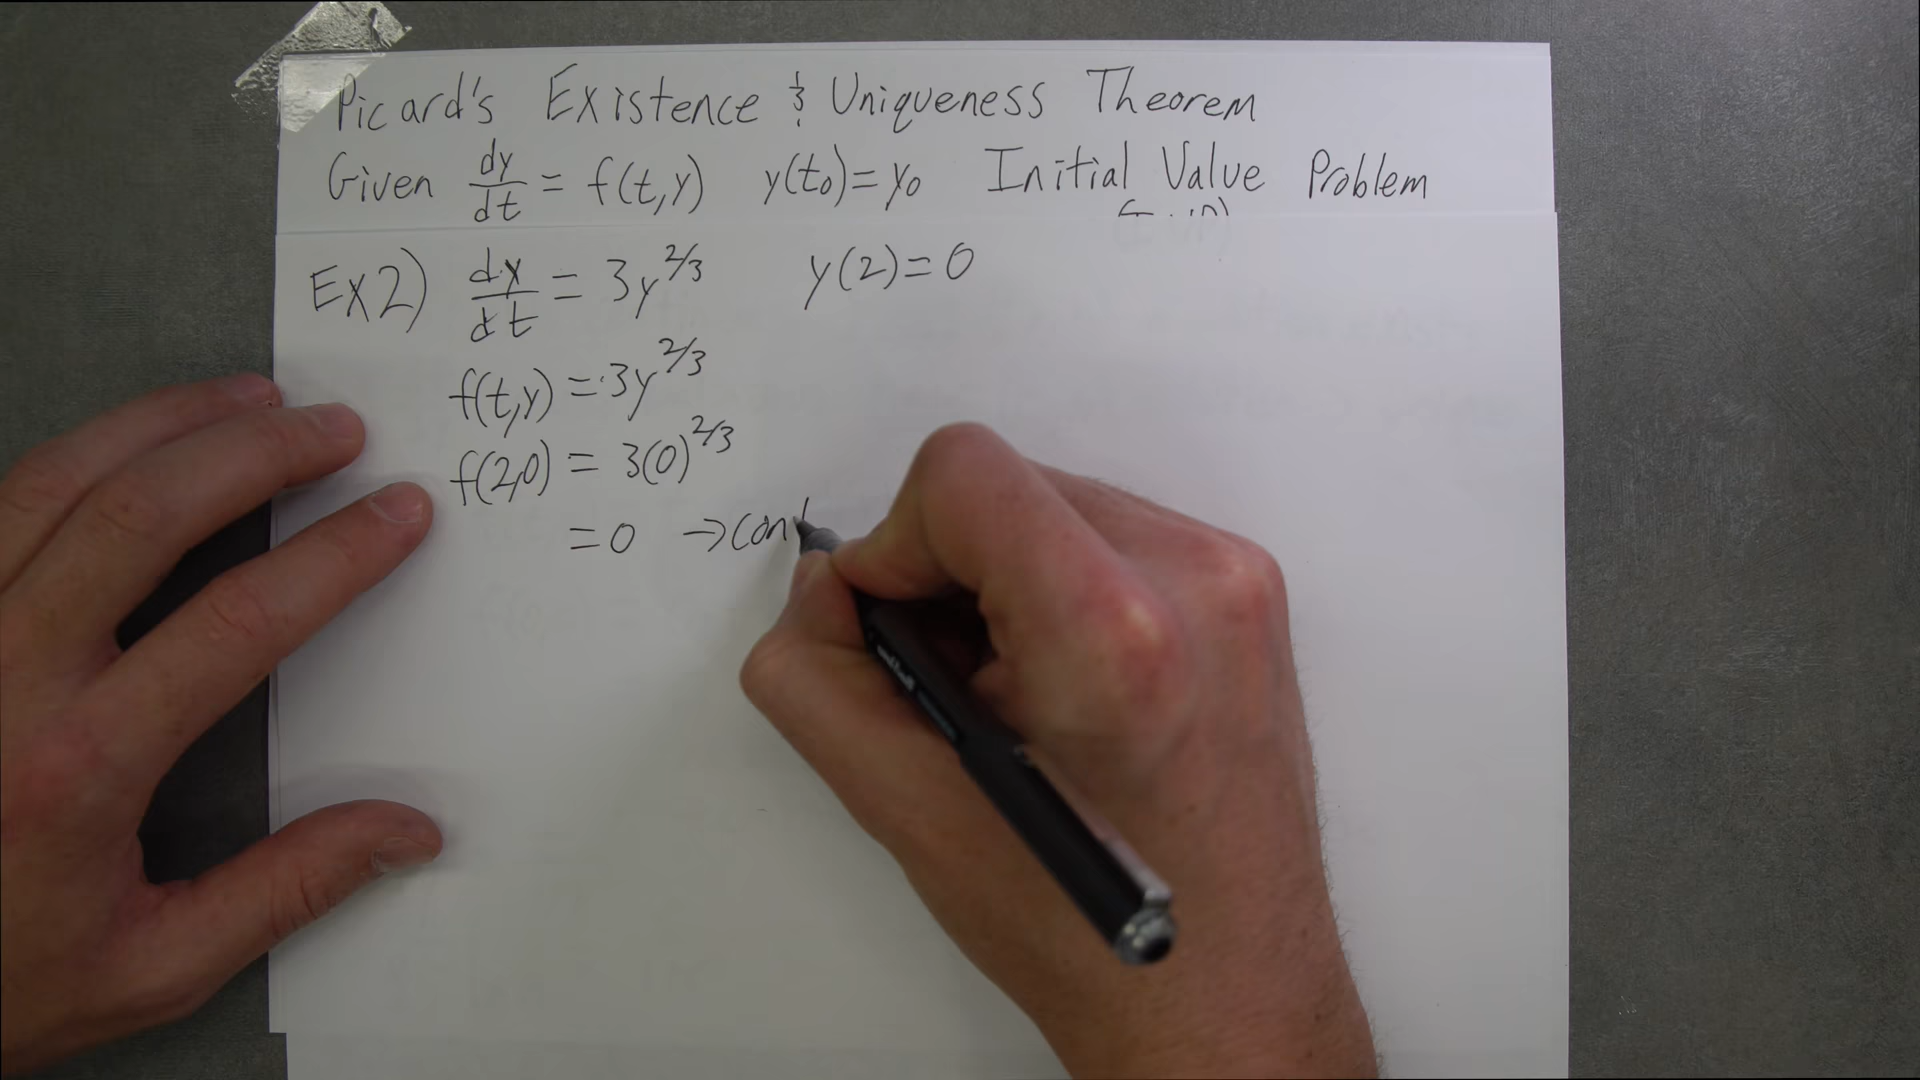 Picard's Existence & Uniqueness Theorem
Given dy/dt = f(t,y) y(t₀)=y₀ Initial Value Problem
Ex2) dy/dt = 3y^2/3 y(2)=0
f(t,y) = 3y^2/3
f(2,0) = 3(0)^2/3
=0 → cont